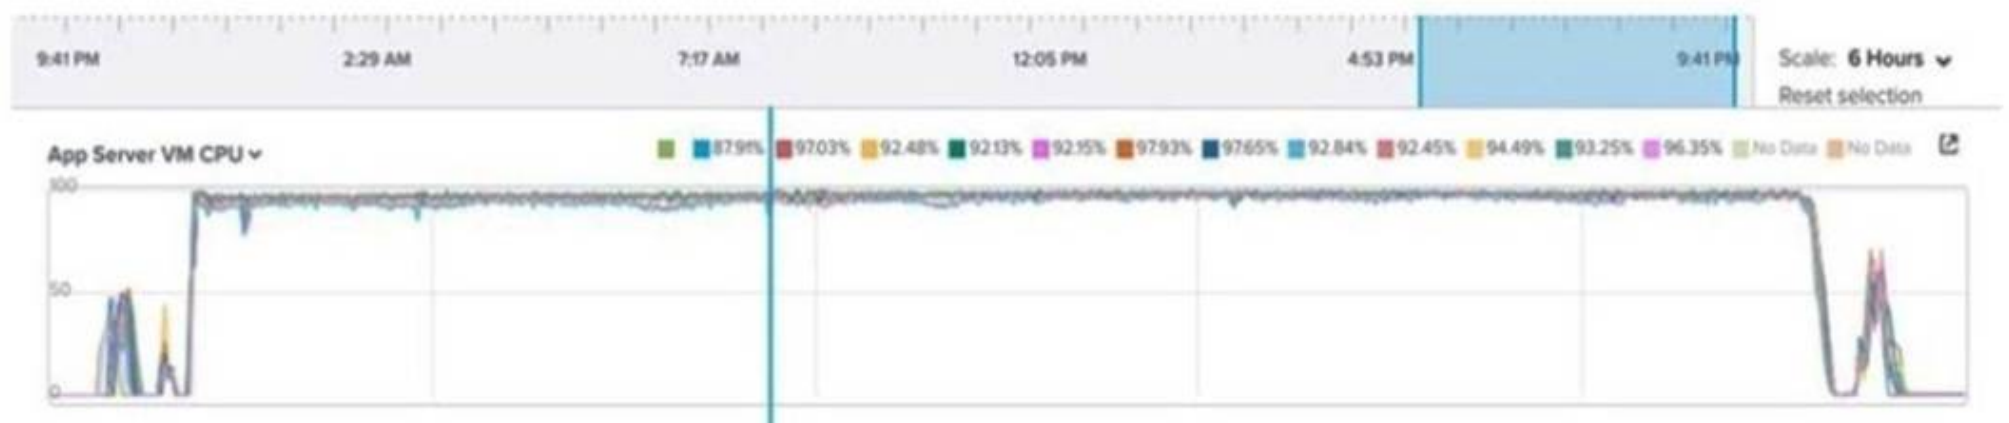 9:41 PM 2:29 AM 7:17 AM 12:05 PM 4:53 PM 9:41 PM Scale: 6 Hours
Reset selection
App Server VM CPU 87.91% 97.03% 92.48% 92.13% 92.15% 97.93% 97.65% 92.84% 92.45% 94.49% 93.25% 96.35% No Data No Data
100
50
0